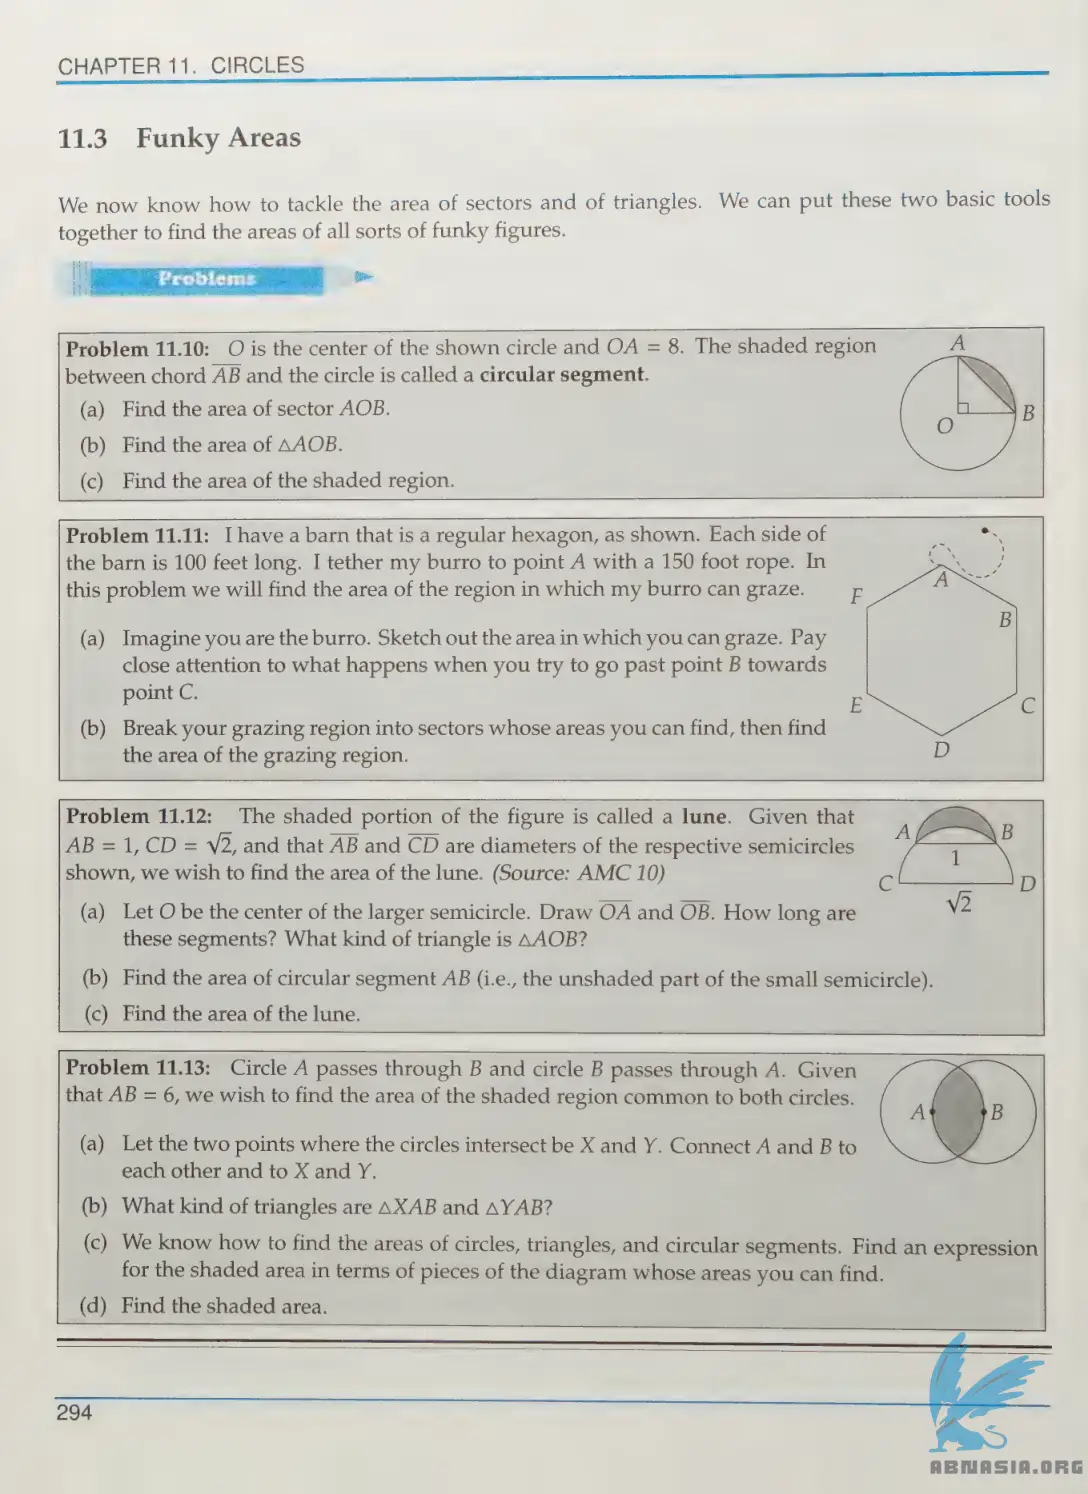 CHAPTER 11. CIRCLES
11.3 Funky Areas
We now know how to tackle the area of sectors and of triangles. We can put these two basic tools
together to find the areas of all sorts of funky figures.
Problems
Problem 11.10: O is the center of the shown circle and OA = 8. The shaded region
between chord AB and the circle is called a circular segment.
(a) Find the area of sector AOB.
(b) Find the area of △AOB.
(c) Find the area of the shaded region.
A
B
O
Problem 11.11: I have a barn that is a regular hexagon, as shown. Each side of
the barn is 100 feet long. I tether my burro to point A with a 150 foot rope. In
this problem we will find the area of the region in which my burro can graze.
(a) Imagine you are the burro. Sketch out the area in which you can graze. Pay
close attention to what happens when you try to go past point B towards
point C.
(b) Break your grazing region into sectors whose areas you can find, then find
the area of the grazing region.
A
F
B
E
C
D
Problem 11.12: The shaded portion of the figure is called a lune. Given that
AB = 1, CD = √2, and that AB and CD are diameters of the respective semicircles
shown, we wish to find the area of the lune. (Source: AMC 10)
(a) Let O be the center of the larger semicircle. Draw OA and OB. How long are
these segments? What kind of triangle is △AOB?
(b) Find the area of circular segment AB (i.e., the unshaded part of the small semicircle).
(c) Find the area of the lune.
A B
1
C D
√2
Problem 11.13: Circle A passes through B and circle B passes through A. Given
that AB = 6, we wish to find the area of the shaded region common to both circles.
(a) Let the two points where the circles intersect be X and Y. Connect A and B to
each other and to X and Y.
(b) What kind of triangles are △XAB and △YAB?
(c) We know how to find the areas of circles, triangles, and circular segments. Find an expression
for the shaded area in terms of pieces of the diagram whose areas you can find.
(d) Find the shaded area.
A B
294
ABNASIA.ORG